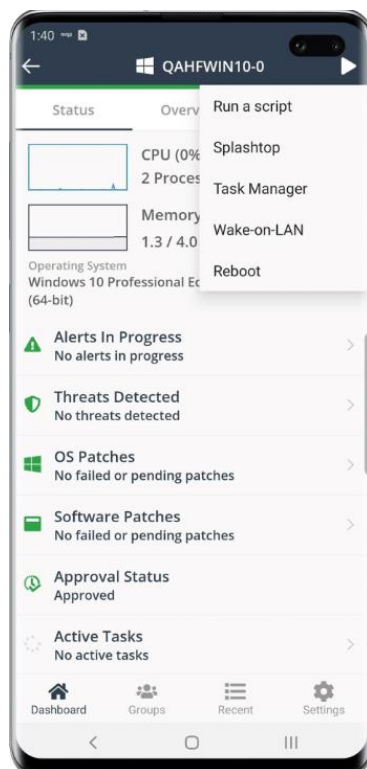 1:40
QAHFWIN10-0
Status
Overv
Run a script
Splashtop
Task Manager
Wake-on-LAN
Reboot
CPU (0%
2 Proces
Memory
1.3 / 4.0
Operating System
Windows 10 Professional Ed
(64-bit)
Alerts In Progress
No alerts in progress
Threats Detected
No threats detected
OS Patches
No failed or pending patches
Software Patches
No failed or pending patches
Approval Status
Approved
Active Tasks
No active tasks
Dashboard
Groups
Recent
Settings